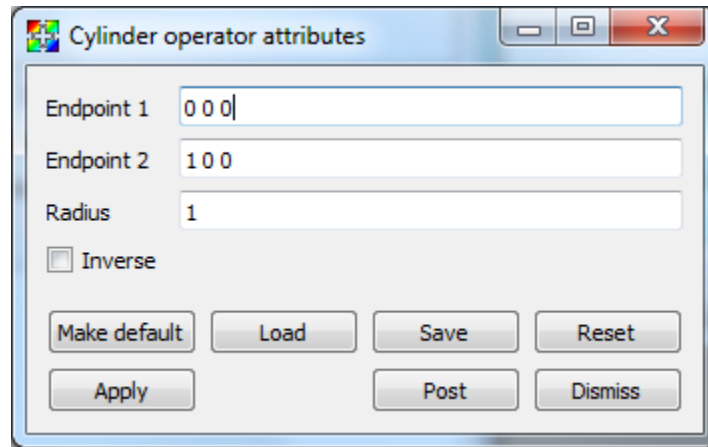 Cylinder operator attributes
Endpoint 1 0 0 0
Endpoint 2 1 0 0
Radius 1
Inverse
Make default Load Save Reset
Apply Post Dismiss